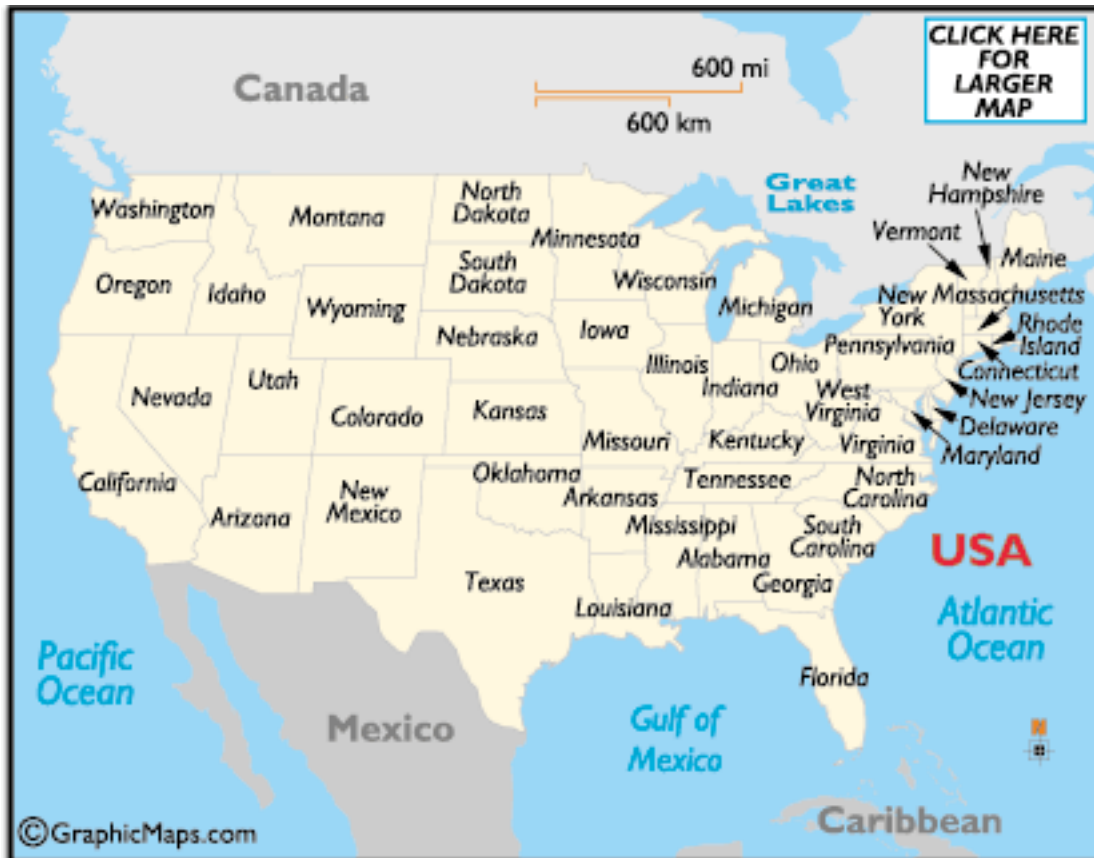 CLICK HERE
FOR
LARGER
MAP
600 mi
600 km
Canada
Great
Lakes
New
Hampshire
Vermont
Maine
Washington
Montana
North
Dakota
Minnesota
Oregon
Idaho
Wyoming
South
Dakota
Wisconsin
Michigan
New
York
Massachusetts
Rhode
Island
Nebraska
Iowa
Illinois
Indiana
Ohio
Pennsylvania
Connecticut
New Jersey
Delaware
Maryland
Nevada
Utah
Colorado
Kansas
Missouri
Kentucky
West
Virginia
Virginia
California
Arizona
New
Mexico
Oklahoma
Arkansas
Tennessee
North
Carolina
Mississippi
Alabama
South
Carolina
Georgia
Texas
Louisiana
Florida
USA
Atlantic
Ocean
Pacific
Ocean
Mexico
Gulf of
Mexico
N
Caribbean
©GraphicMaps.com